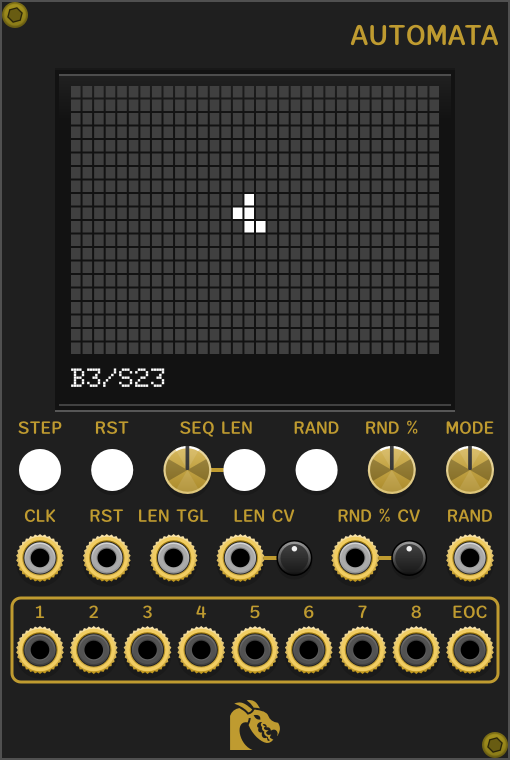 AUTOMATA
B3/S23
STEP RST SEQ LEN RAND RND % MODE
CLK RST LEN TGL LEN CV RND % CV RAND
1 2 3 4 5 6 7 8 EOC